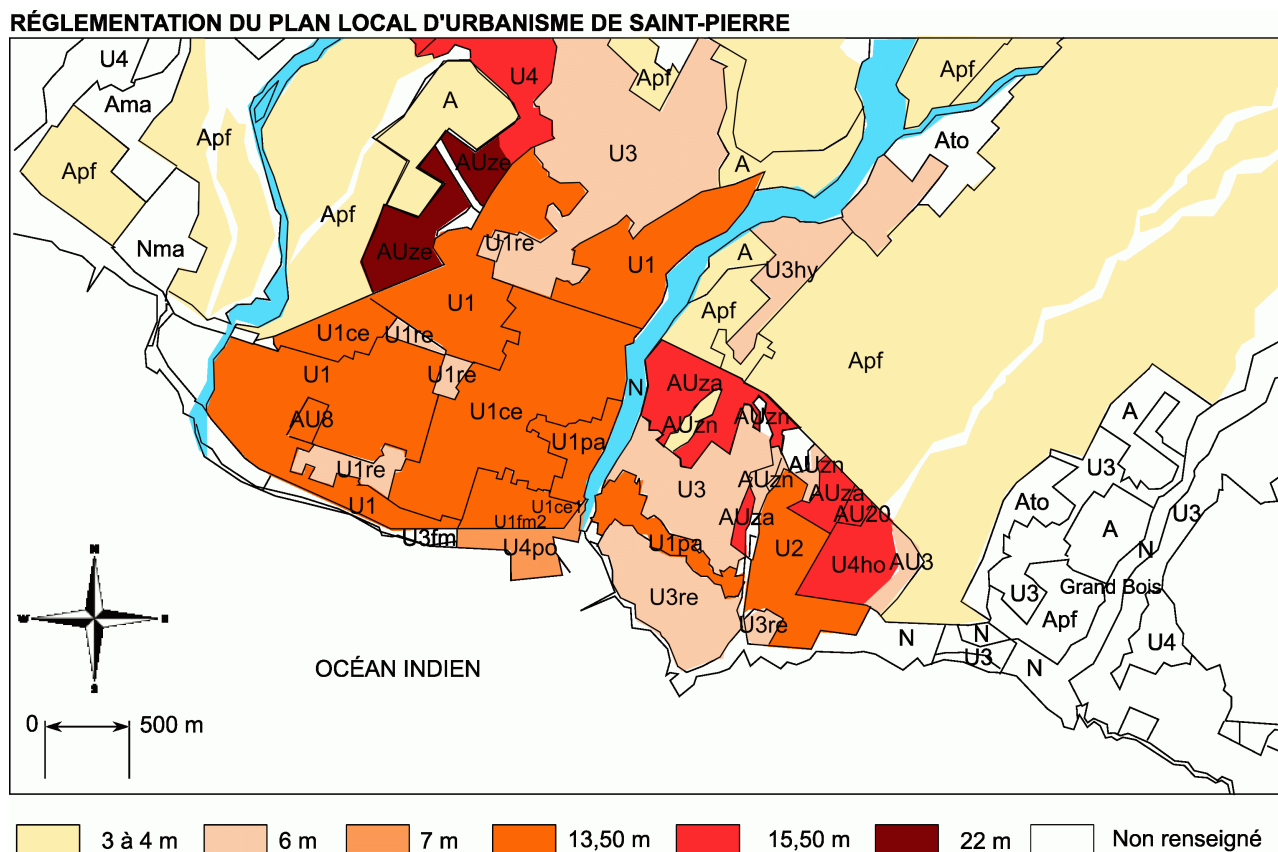 RÉGLEMENTATION DU PLAN LOCAL D'URBANISME DE SAINT-PIERRE
U4
Ama
Apf
Apf
Nma
Apf
A
U4
AUze
AUze
Apf
U3
A
Apf
Ato
U1re
U1
A
U3hy
Apf
U1
U1ce
U1re
U1
U1re
U1ce
AU8
U1pa
U1re
U1
U1ce1
U1fm2
U3fm
U4po
N
Apf
AUza
AUzn
AUzn
AUzn
AUzn
U3
AUza
AUza
AU20
U1pa
U2
U4ho
AU3
U3re
U3re
A
U3
Ato
U3
A
N
Grand Bois
U3
Apf
N
N
U3
N
U4
N
W
E
S
OCÉAN INDIEN
0
500 m
3 à 4 m
6 m
7 m
13,50 m
15,50 m
22 m
Non renseigné